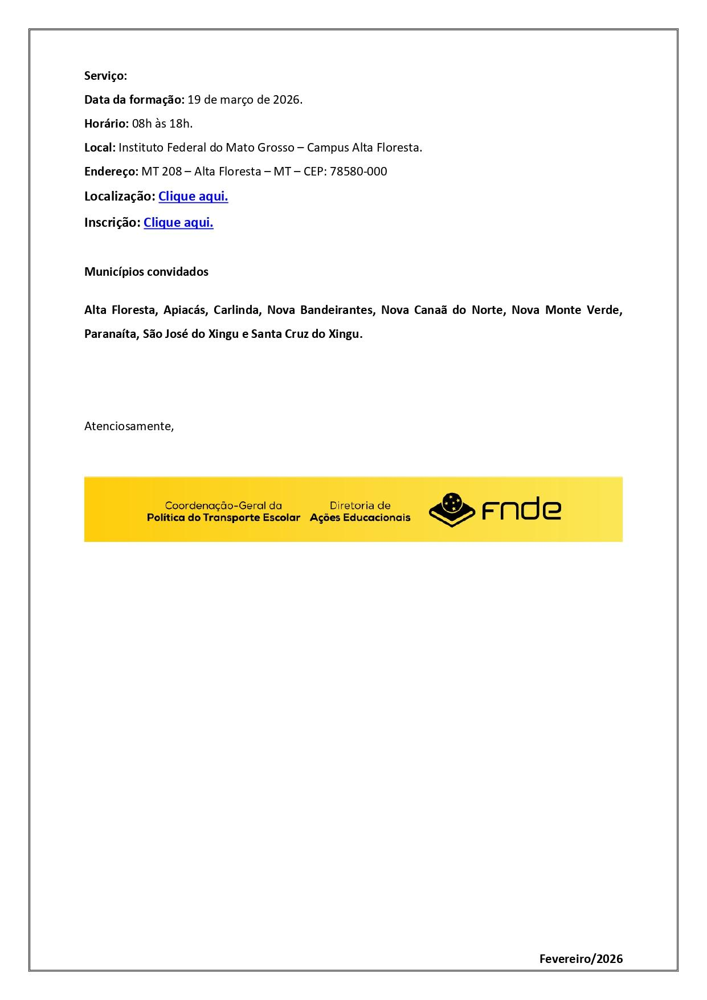 Serviço:
Data da formação: 19 de março de 2026.
Horário: 08h às 18h.
Local: Instituto Federal do Mato Grosso – Campus Alta Floresta.
Endereço: MT 208 – Alta Floresta – MT – CEP: 78580-000
Localização: Clique aqui.
Inscrição: Clique aqui.
Municípios convidados
Alta Floresta, Apiacás, Carlinda, Nova Bandeirantes, Nova Canaã do Norte, Nova Monte Verde,
Paranaíta, São José do Xingu e Santa Cruz do Xingu.
Atenciosamente,
Coordenação-Geral da
Política do Transporte Escolar
Diretoria de
Ações Educacionais
fnde
Fevereiro/2026